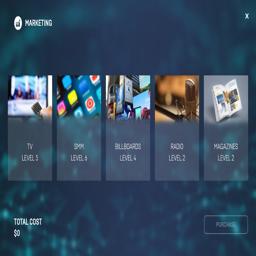 MARKETING
X
TV
LEVEL 5
SMM
LEVEL 6
BILLBOARDS
LEVEL 4
RADIO
LEVEL 2
MAGAZINES
LEVEL 2
TOTAL COST
$0
PURCHASE